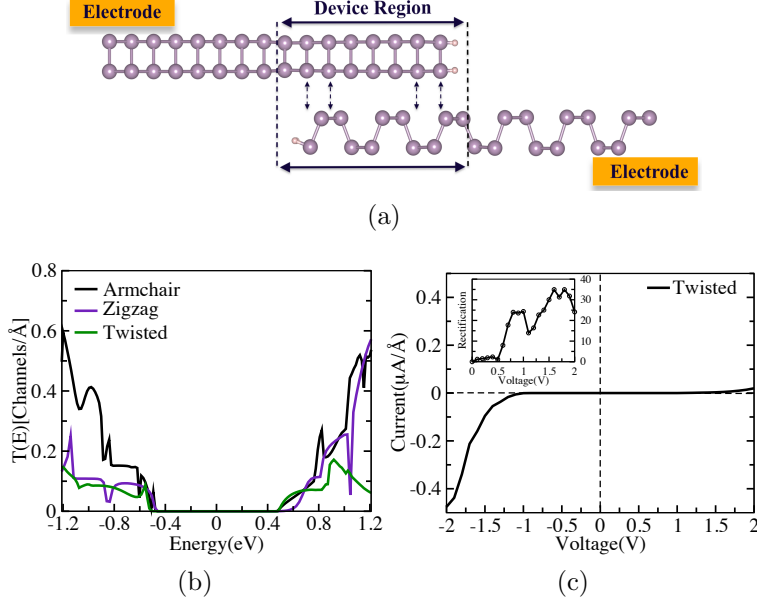 Electrode
Device Region
Electrode
(a)
0.8
0.6
0.4
0.2
0
T(E)[Channels/Å]
Armchair
Zigzag
Twisted
-1.2 -0.8 -0.4 0 0.4 0.8 1.2
Energy(eV)
(b)
0.4
0.2
0
-0.2
-0.4
Current(μA/Å)
Twisted
Rectification
40
30
20
10
0
0 0.5 1 1.5 2
Voltage(V)
-2 -1.5 -1 -0.5 0 0.5 1 1.5 2
Voltage(V)
(c)